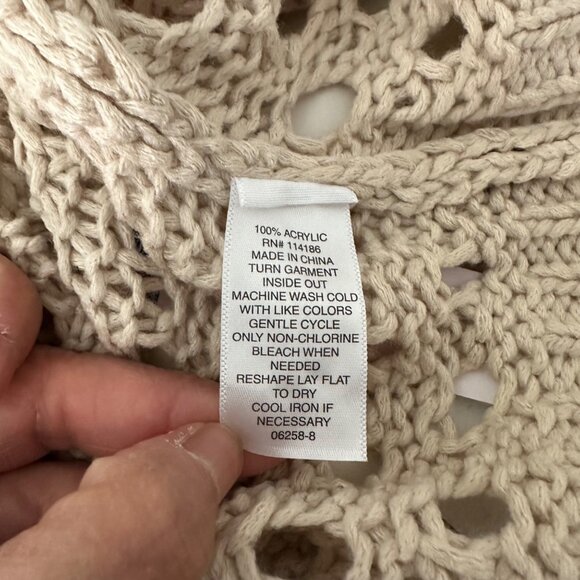 100% ACRYLIC
RN# 114186
MADE IN CHINA
TURN GARMENT
INSIDE OUT
MACHINE WASH COLD
WITH LIKE COLORS
GENTLE CYCLE
ONLY NON-CHLORINE
BLEACH WHEN
NEEDED
RESHAPE LAY FLAT
TO DRY
COOL IRON IF
NECESSARY
06258-8